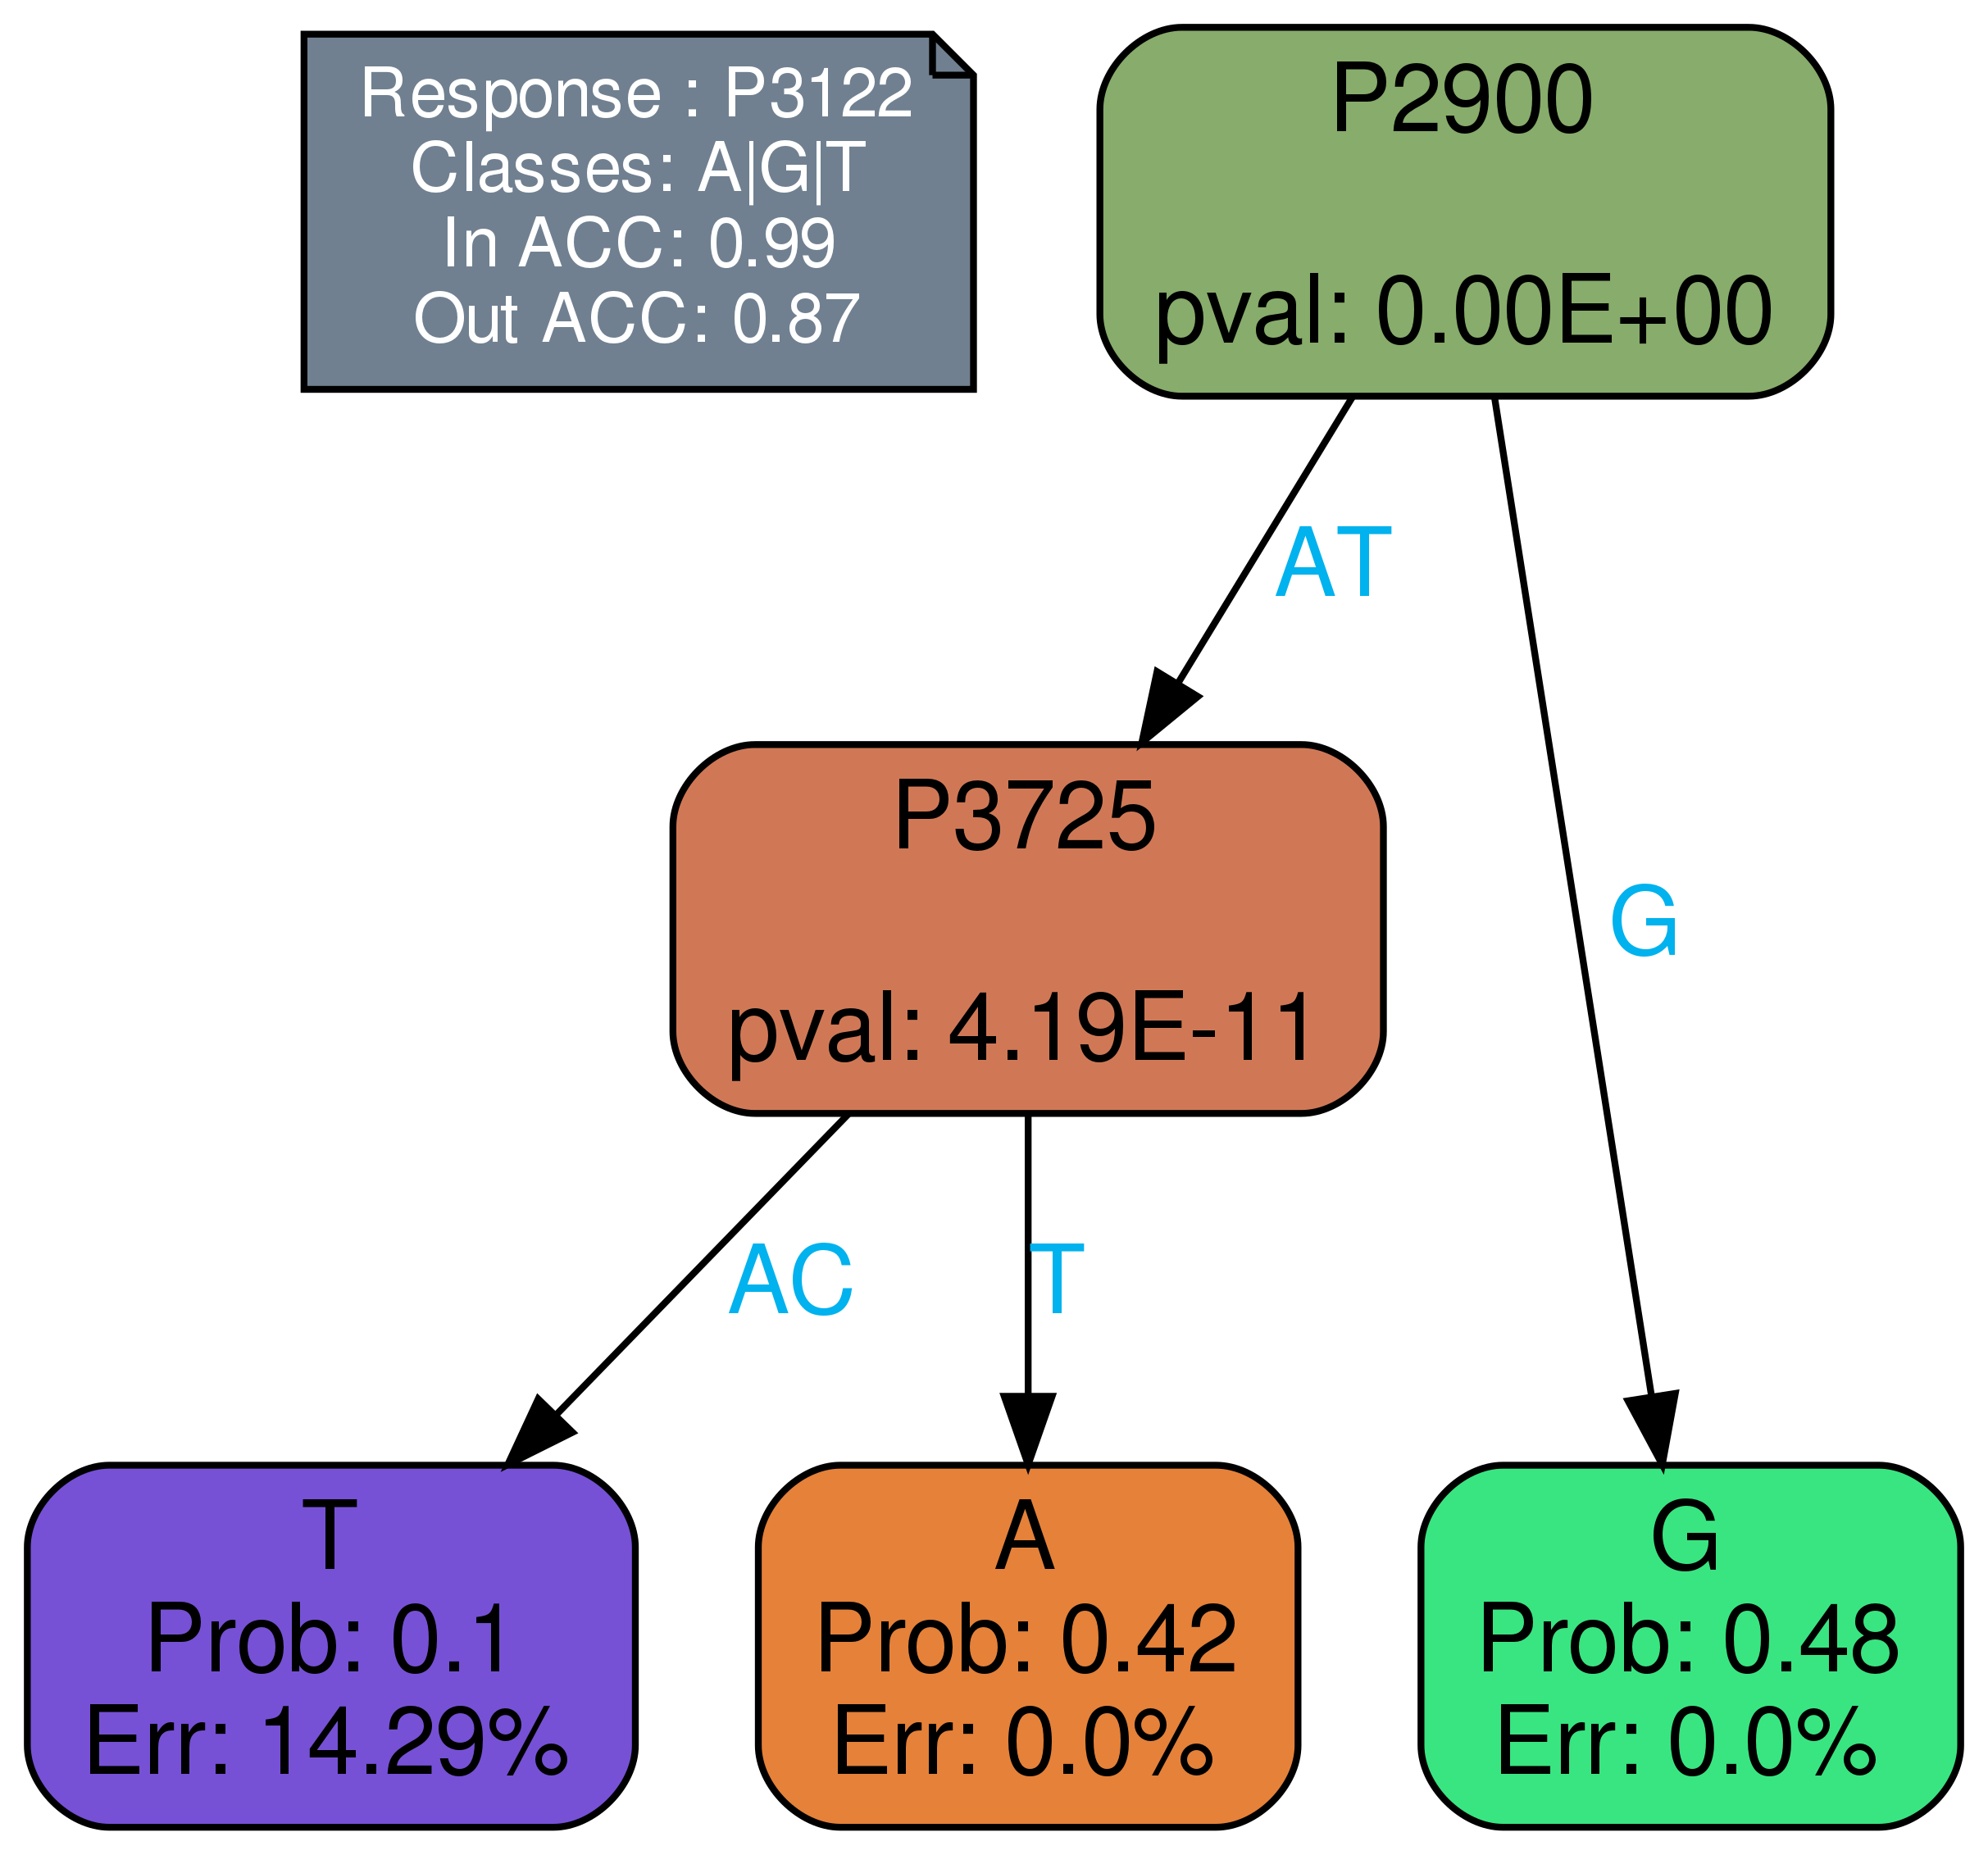 Response : P3122
Classes: A|G|T
In ACC: 0.99
Out ACC: 0.87
P2900
pval: 0.00E+00
AT
G
P3725
pval: 4.19E-11
AC
T
T
Prob: 0.1
Err: 14.29%
A
Prob: 0.42
Err: 0.0%
G
Prob: 0.48
Err: 0.0%